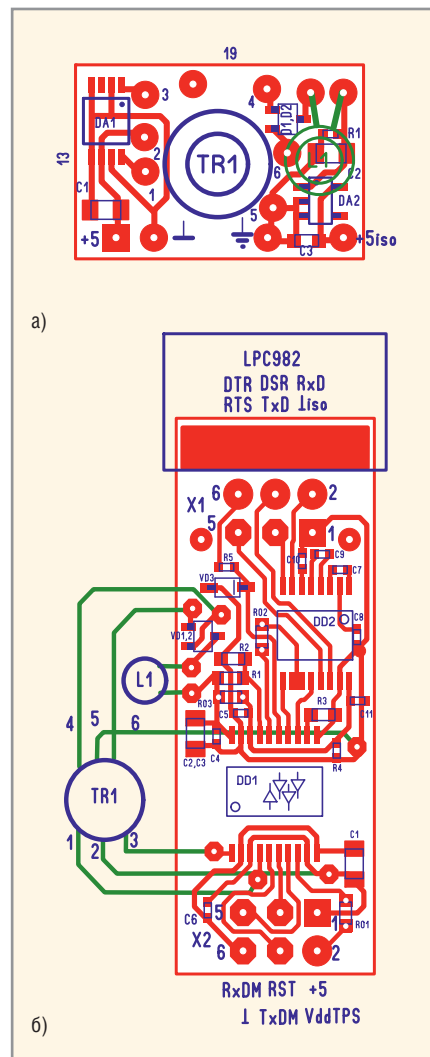 19
13
3
DA1
2
1
C1
+5
TR1
4
D1,D2
R1
6
C2
5
DA2
C3
+5iso
а)
LPC982
DTR DSR RxD
RTS TxD ⊥iso
6
2
X1
5
1
C10
C9
C7
R5
VD3
RO2
DD2
C8
VD1,2
R2
L1
R1
RO3
R3
C11
C5
4
5
6
C2,C3
C4
R4
TR1
DD1
1
2
3
C1
C6
5
1
X2
RO1
6
2
RxDM RST +5
⊥ TxDM VddTPS
б)